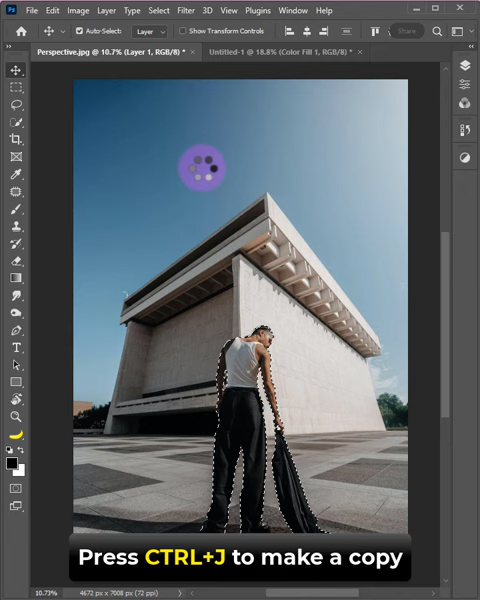 Ps File Edit Image Layer Type Select Filter 3D View Plugins Window Help
Auto-Select: Layer Show Transform Controls Share
Perspective.jpg @ 10.7% (Layer 1, RGB/8) * × Untitled-1 @ 18.8% (Color Fill 1, RGB/8) * ×
Press CTRL+J to make a copy
10.73% 4672 px x 7008 px (72 ppi)